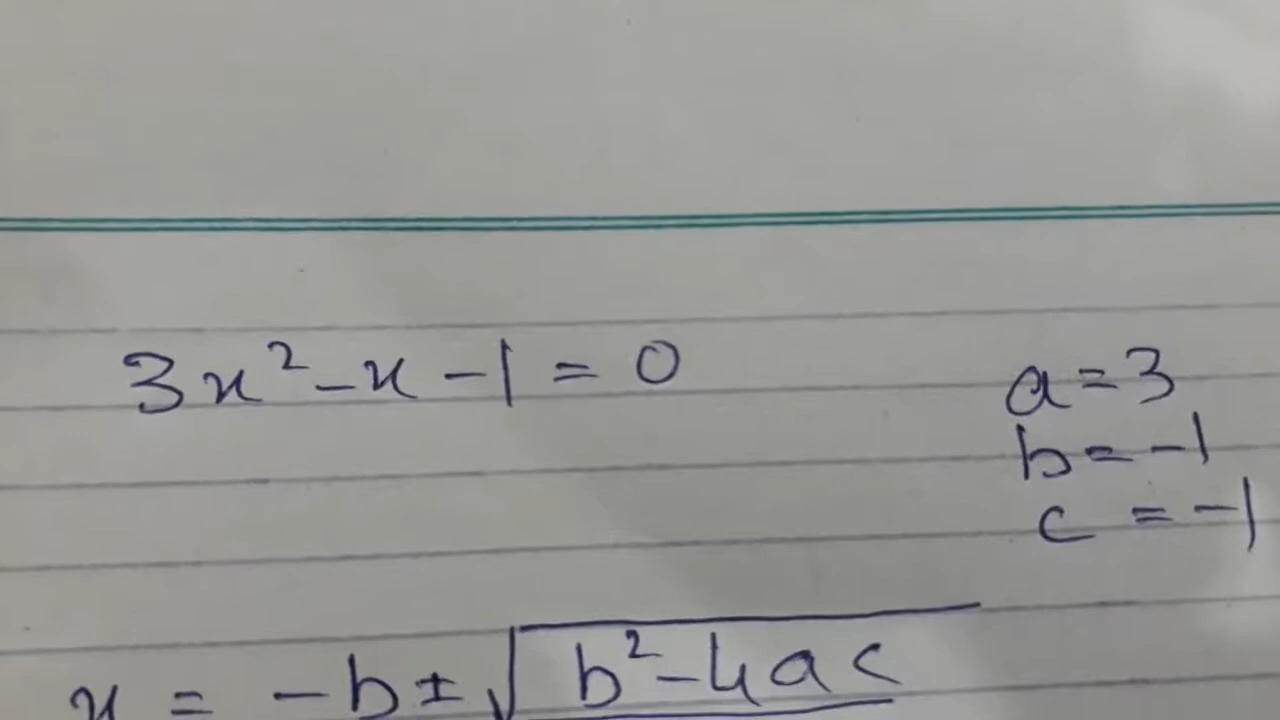 3x² - x - 1 = 0
a = 3
b = -1
c = -1
x = -b ± √b² - 4ac